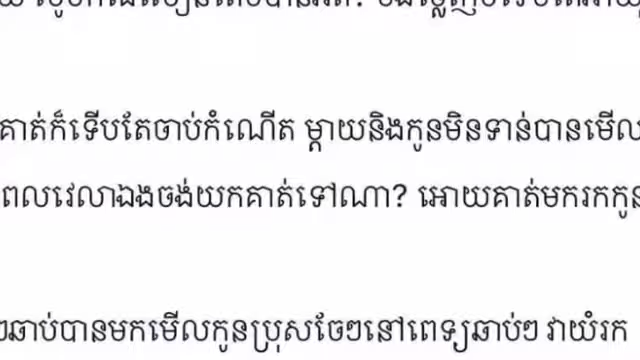 គាត់ក៏ទើបតែចាប់កំណើត ម្តាយនិងកូនមិនទាន់បានមើល
ពេលវេលាឯងចង់យកគាត់ទៅណា? អោយគាត់មករកកូន
ៗឆាប់បានមកមើលកូនប្រុសចែៗនៅពេទ្យឆាប់ៗ វាយំរក